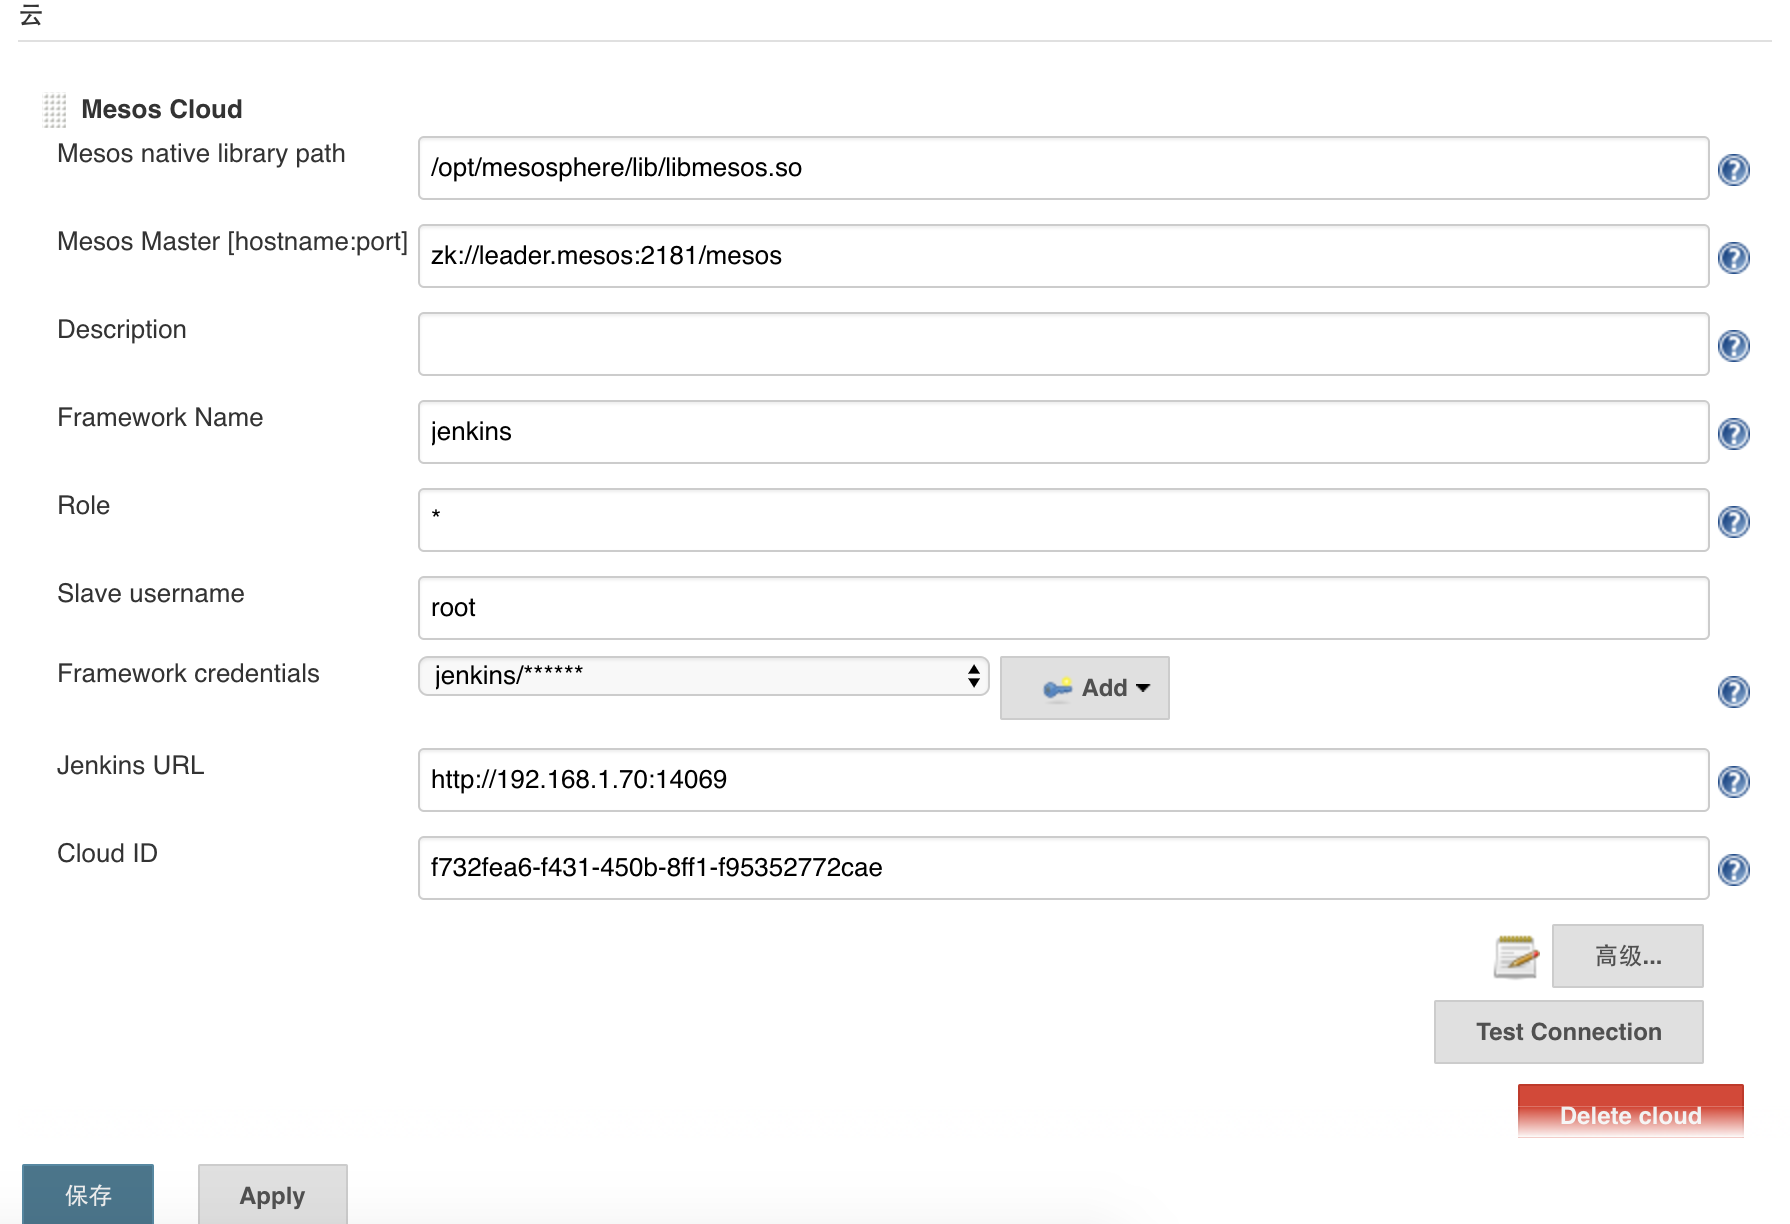 云
Mesos Cloud
Mesos native library path
/opt/mesosphere/lib/libmesos.so
Mesos Master [hostname:port]
zk://leader.mesos:2181/mesos
Description
Framework Name
jenkins
Role
*
Slave username
root
Framework credentials
jenkins/******
Add
Jenkins URL
http://192.168.1.70:14069
Cloud ID
f732fea6-f431-450b-8ff1-f95352772cae
高级...
Test Connection
Delete cloud
保存
Apply